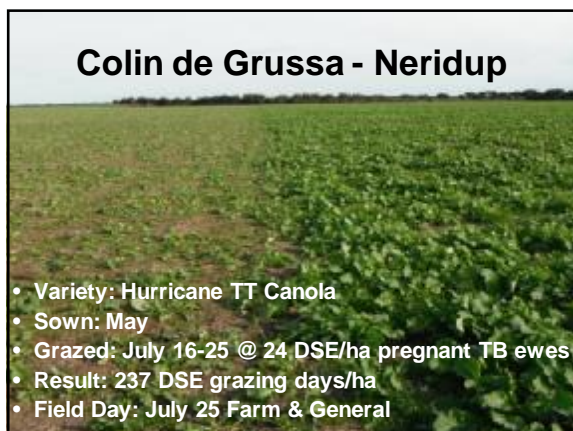 Colin de Grussa - Neridup
• Variety: Hurricane TT Canola
• Sown: May
• Grazed: July 16-25 @ 24 DSE/ha pregnant TB ewes
• Result: 237 DSE grazing days/ha
• Field Day: July 25 Farm & General